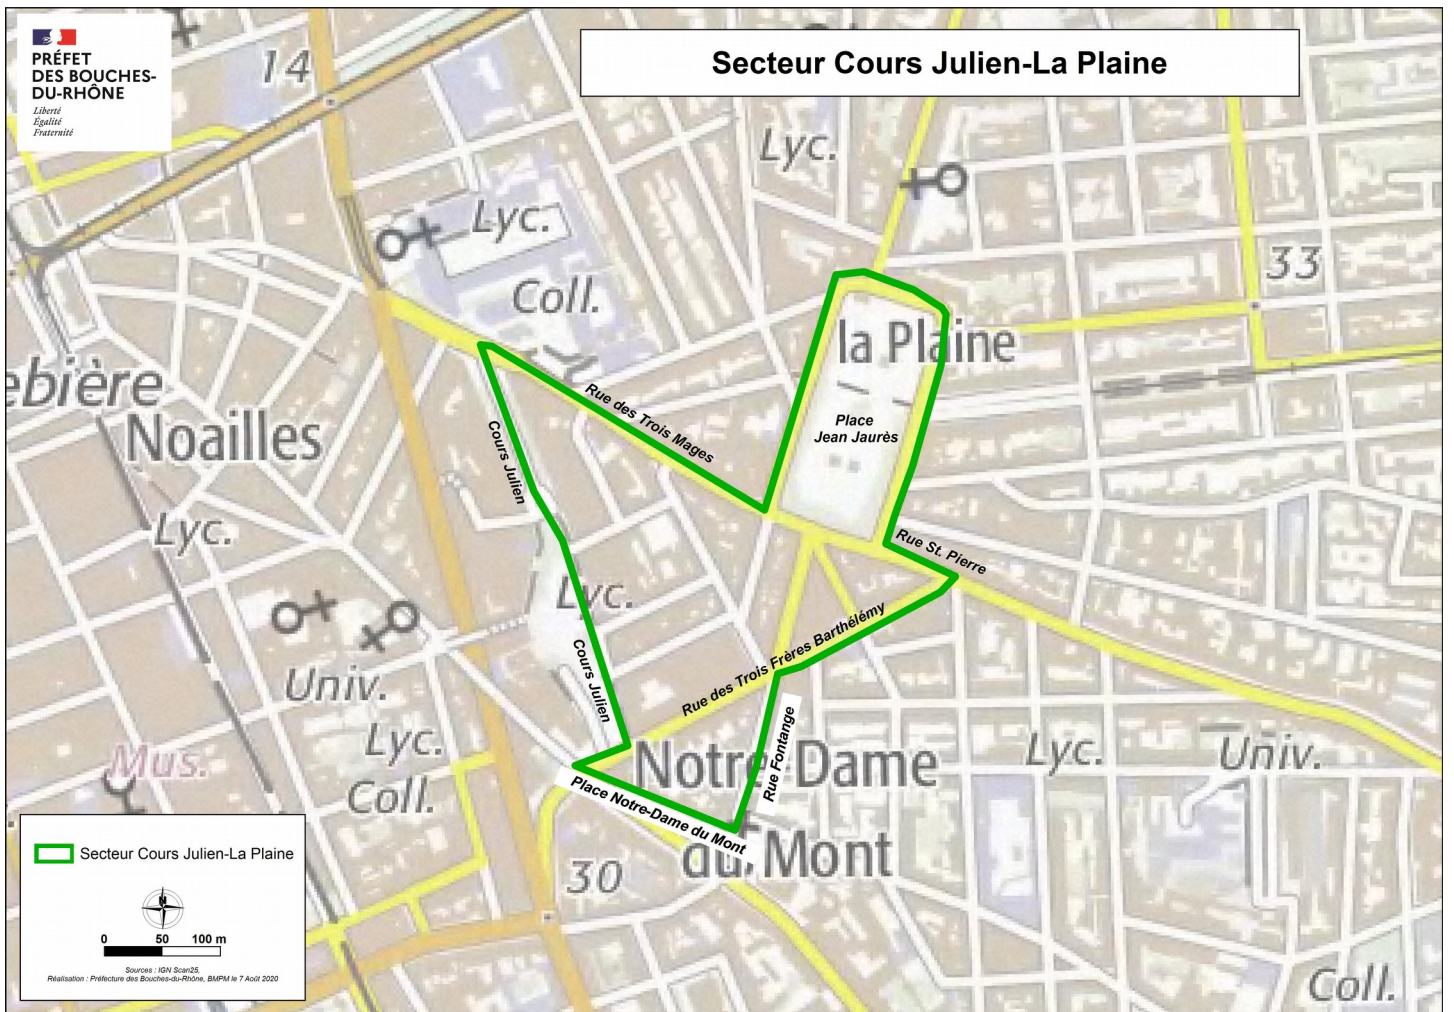 PRÉFET
DES BOUCHES-
DU-RHÔNE
Liberté
Égalité
Fraternité
Secteur Cours Julien-La Plaine
14
Lyc.
Lyc.
33
Coll.
la Plaine
ebière
Noailles
Rue des Trois Mages
Place
Jean Jaurès
Cours Julien
Lyc.
Rue St. Pierre
Lyc.
Rue des Trois Frères Barthélémy
Cours Julien
Univ.
Lyc.
Coll.
Mus.
Notre-Dame
du Mont
Rue Fontange
Place Notre-Dame du Mont
Lyc.
Univ.
30
Coll.
Secteur Cours Julien-La Plaine
N
0 50 100 m
Sources : IGN Scan25,
Réalisation : Préfecture des Bouches-du-Rhône, BMPM le 7 Août 2020